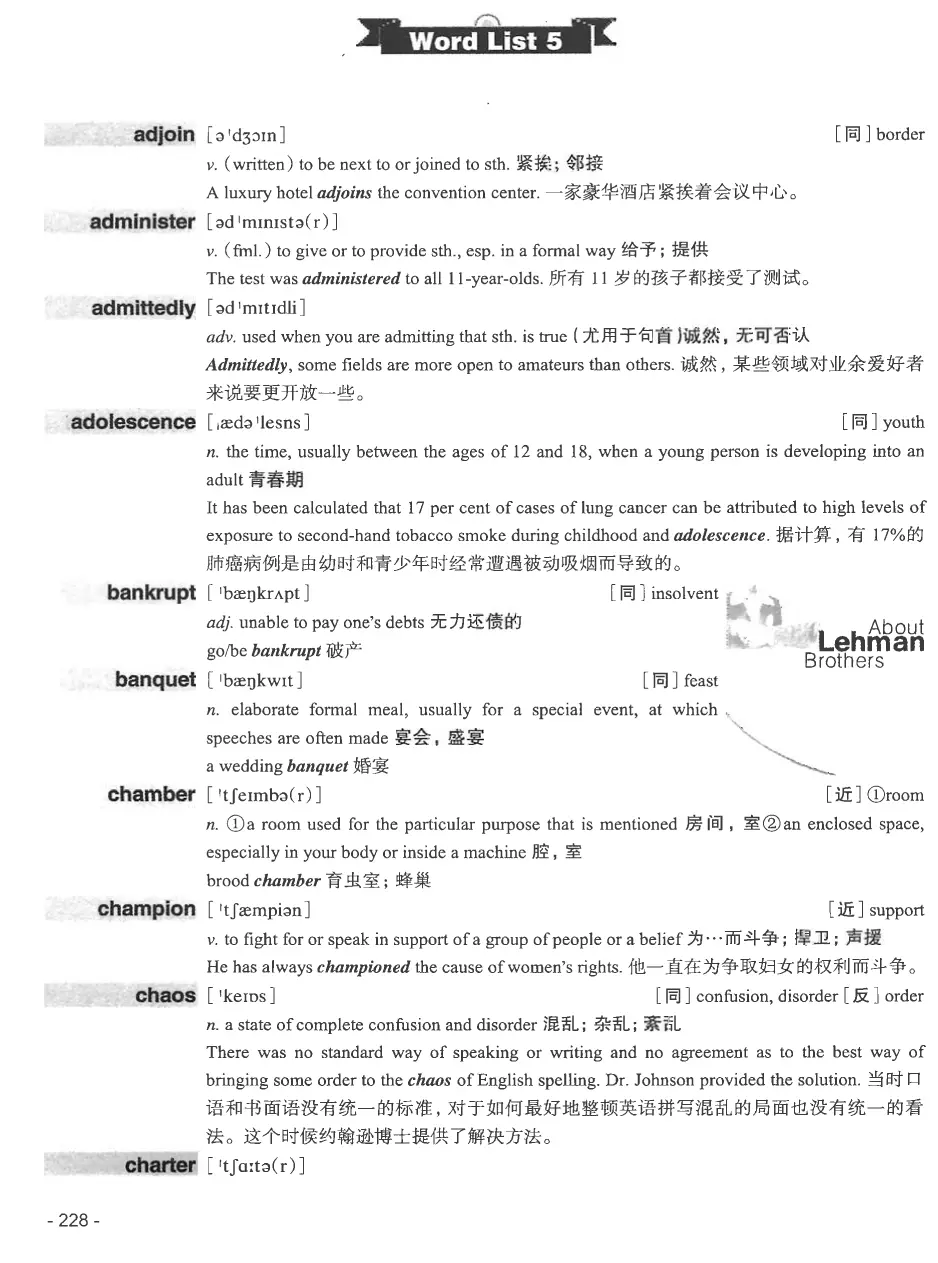 Word List 5
adjoin [əˈdʒɔɪn] [同] border
v. (written) to be next to or joined to sth. 紧挨；邻接
A luxury hotel adjoins the convention center. 一家豪华酒店紧挨着会议中心。
administer [ədˈmɪnɪstə(r)]
v. (fml.) to give or to provide sth., esp. in a formal way 给予；提供
The test was administered to all 11-year-olds. 所有 11 岁的孩子都接受了测试。
admittedly [ədˈmɪtɪdli]
adv. used when you are admitting that sth. is true (尤用于句首)诚然，无可否认
Admittedly, some fields are more open to amateurs than others. 诚然，某些领域对业余爱好者
来说要更开放一些。
adolescence [ˌædəˈlesns] [同] youth
n. the time, usually between the ages of 12 and 18, when a young person is developing into an
adult 青春期
It has been calculated that 17 per cent of cases of lung cancer can be attributed to high levels of
exposure to second-hand tobacco smoke during childhood and adolescence. 据计算，有 17%的
肺癌病例是由幼时和青少年时经常遭遇被动吸烟而导致的。
bankrupt [ˈbæŋkrʌpt] [同] insolvent
adj. unable to pay one's debts 无力还债的
go/be bankrupt 破产
About
Lehman
Brothers
banquet [ˈbæŋkwɪt] [同] feast
n. elaborate formal meal, usually for a special event, at which
speeches are often made 宴会，盛宴
a wedding banquet 婚宴
chamber [ˈtʃeɪmbə(r)] [近] ①room
n. ①a room used for the particular purpose that is mentioned 房间，室②an enclosed space,
especially in your body or inside a machine 腔，室
brood chamber 育虫室；蜂巢
champion [ˈtʃæmpiən] [近] support
v. to fight for or speak in support of a group of people or a belief 为…而斗争；捍卫；声援
He has always championed the cause of women's rights. 他一直在为争取妇女的权利而斗争。
chaos [ˈkeɪɒs] [同] confusion, disorder [反] order
n. a state of complete confusion and disorder 混乱；杂乱；紊乱
There was no standard way of speaking or writing and no agreement as to the best way of
bringing some order to the chaos of English spelling. Dr. Johnson provided the solution. 当时口
语和书面语没有统一的标准，对于如何最好地整顿英语拼写混乱的局面也没有统一的看
法。这个时候约翰逊博士提供了解决方法。
charter [ˈtʃɑːtə(r)]
- 228 -